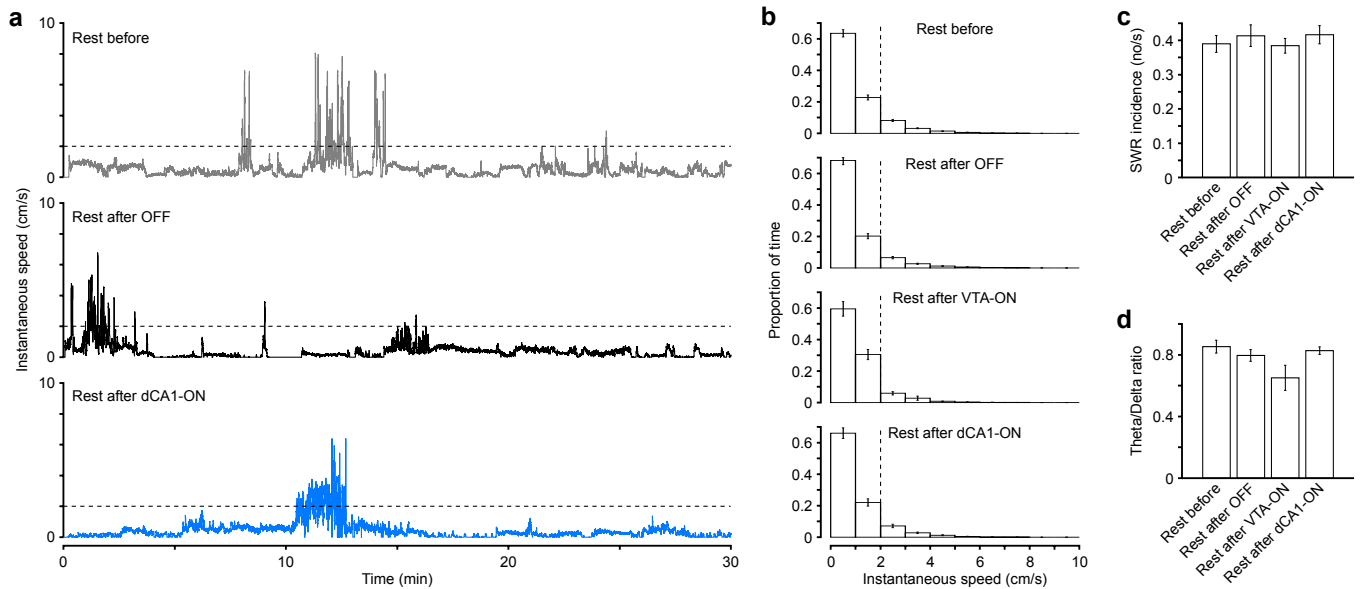 a
10
Rest before
0
10
Rest after OFF
0
10
Rest after dCA1-ON
0
Instantaneous speed (cm/s)
0
10
20
30
Time (min)
b
0.6
0.4
0.2
0
Rest before
0.6
0.4
0.2
0
Rest after OFF
0.6
0.4
0.2
0
Rest after VTA-ON
0.6
0.4
0.2
0
Rest after dCA1-ON
Proportion of time
0
2
4
6
8
10
Instantaneous speed (cm/s)
c
0.4
0.2
0
SWR incidence (no/s)
Rest before
Rest after OFF
Rest after VTA-ON
Rest after dCA1-ON
d
0.8
0.4
0
Theta/Delta ratio
Rest before
Rest after OFF
Rest after VTA-ON
Rest after dCA1-ON